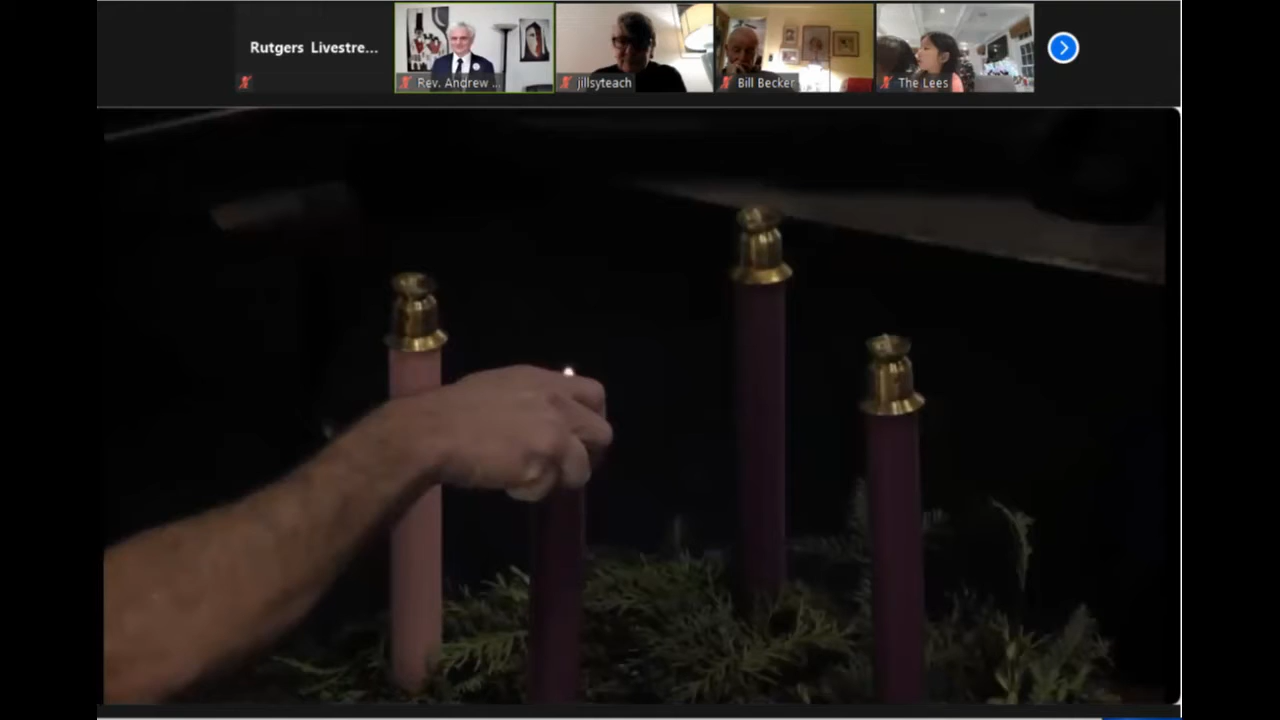 Rutgers Livestre...
Rev. Andrew ...
jillsyteach
Bill Becker
The Lees